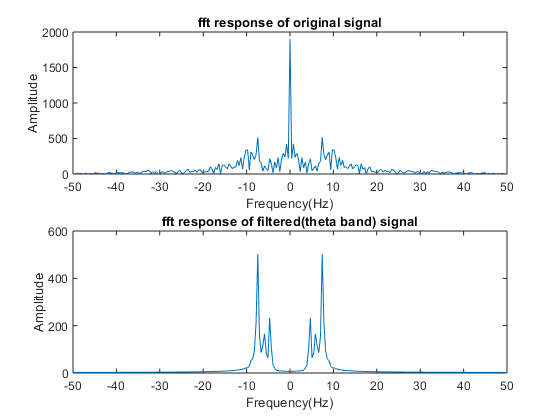 fft response of original signal
2000
1500
1000
500
0
Amplitude
-50 -40 -30 -20 -10 0 10 20 30 40 50
Frequency(Hz)
fft response of filtered(theta band) signal
600
400
200
0
Amplitude
-50 -40 -30 -20 -10 0 10 20 30 40 50
Frequency(Hz)